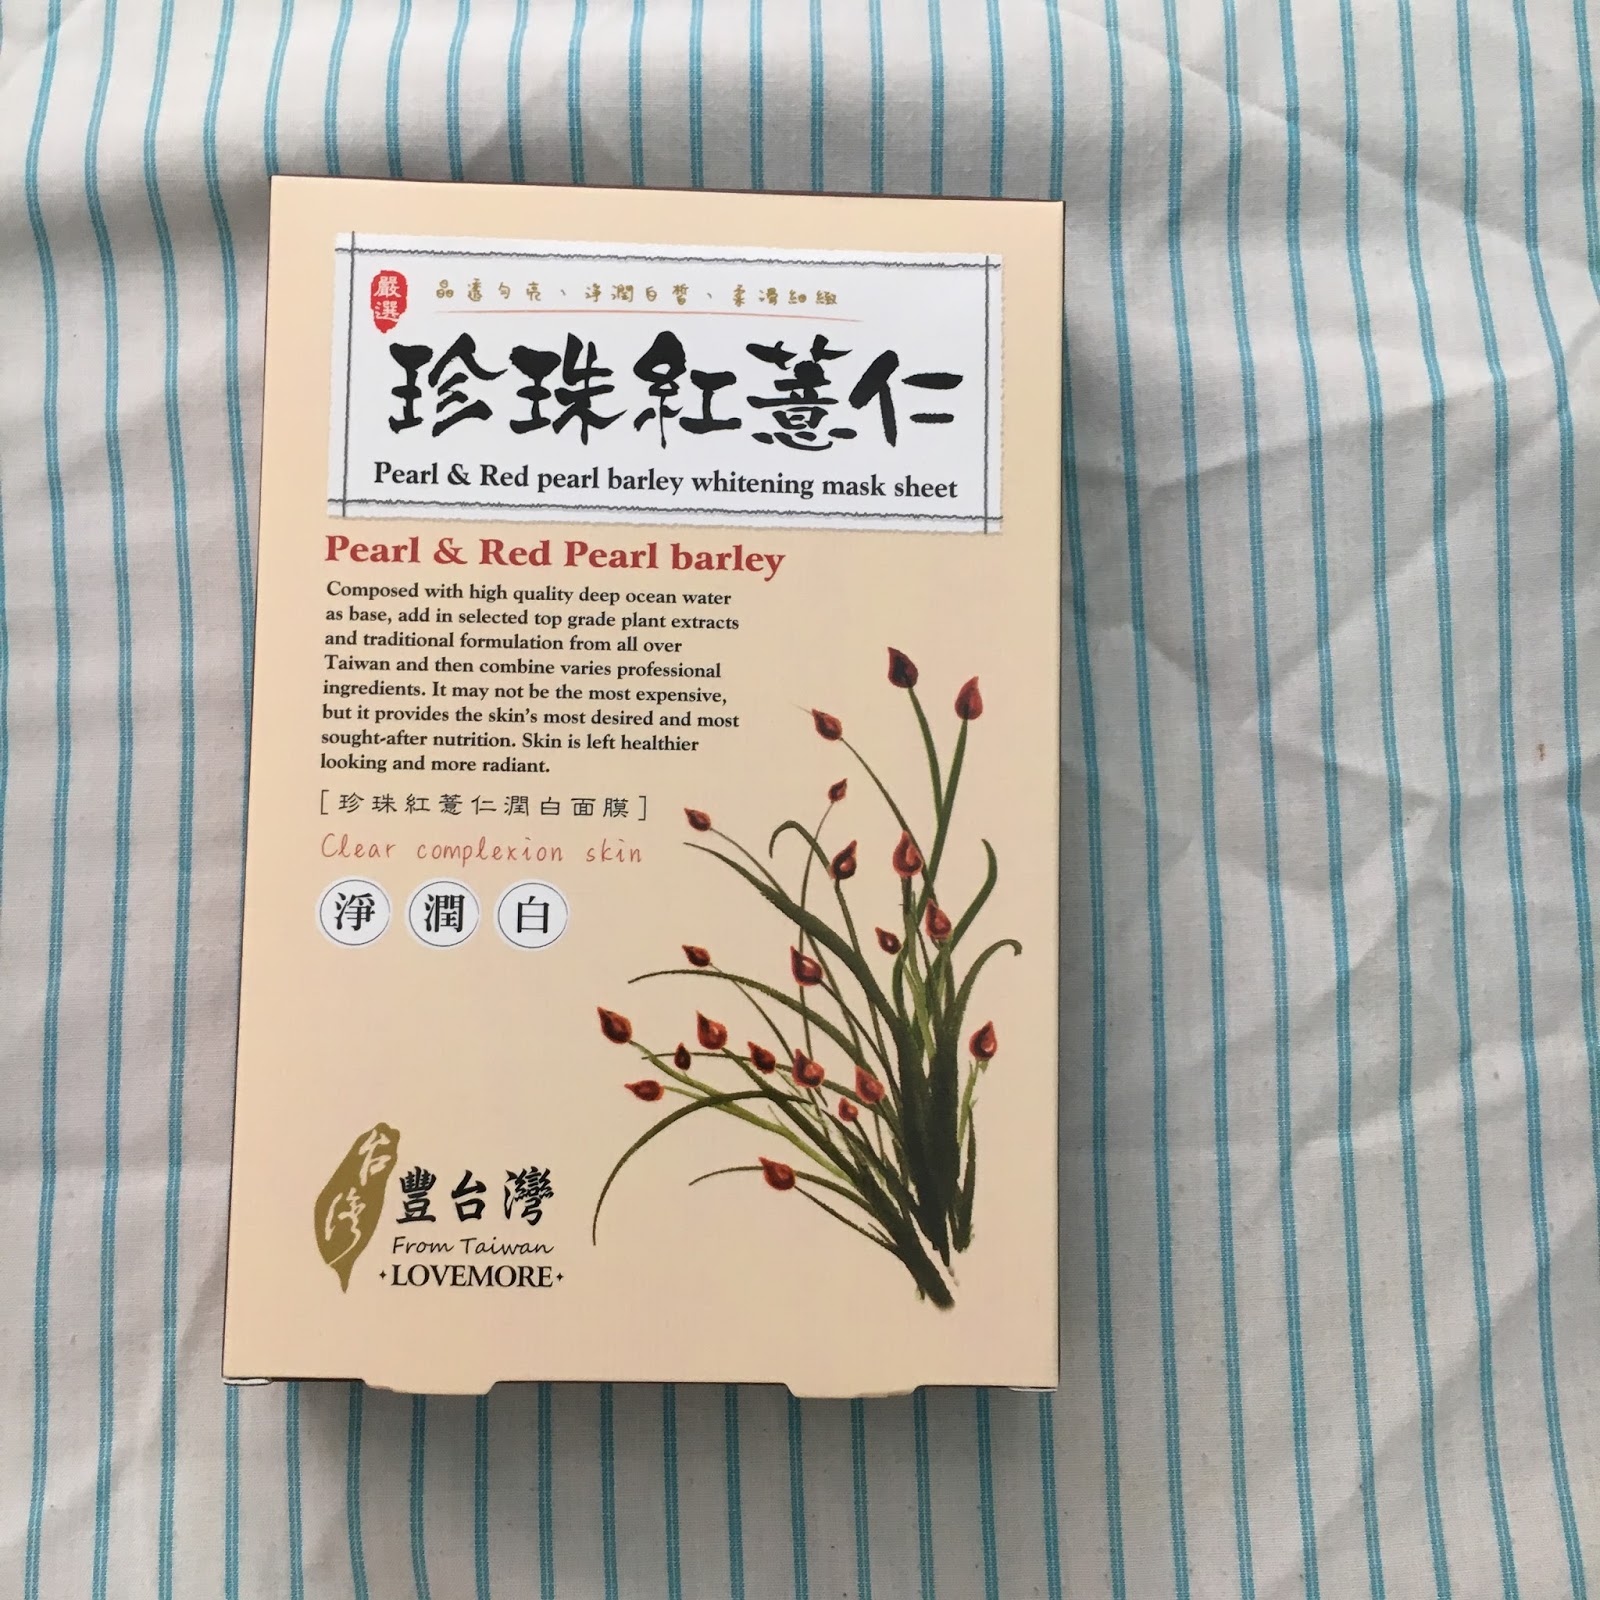 嚴選
晶透勻亮、淨潤白皙、柔滑細緻
珍珠紅薏仁
Pearl & Red pearl barley whitening mask sheet
Pearl & Red Pearl barley
Composed with high quality deep ocean water
as base, add in selected top grade plant extracts
and traditional formulation from all over
Taiwan and then combine varies professional
ingredients. It may not be the most expensive,
but it provides the skin's most desired and most
sought-after nutrition. Skin is left healthier
looking and more radiant.
[珍珠紅薏仁潤白面膜]
Clear complexion skin
淨 潤 白
台灣
豐台灣
From Taiwan
·LOVEMORE·